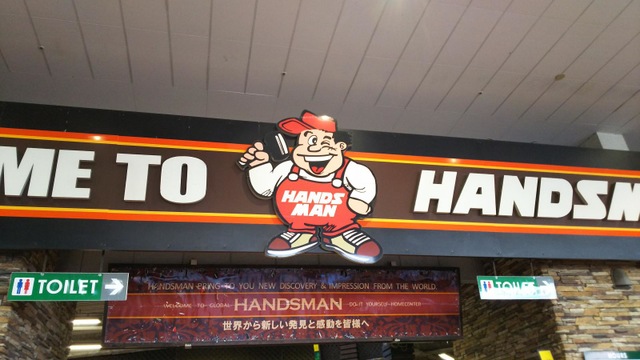 ME TO
HANDS
MAN
HANDSM
TOILET
TOILET
HANDSMAN BRING TO YOU NEW DISCOVERY & IMPRESSION FROM THE WORLD.
WELCOME TO GLOBAL HANDSMAN DO-IT YOURSELF-HOMECENTER
世界から新しい発見と感動を皆様へ